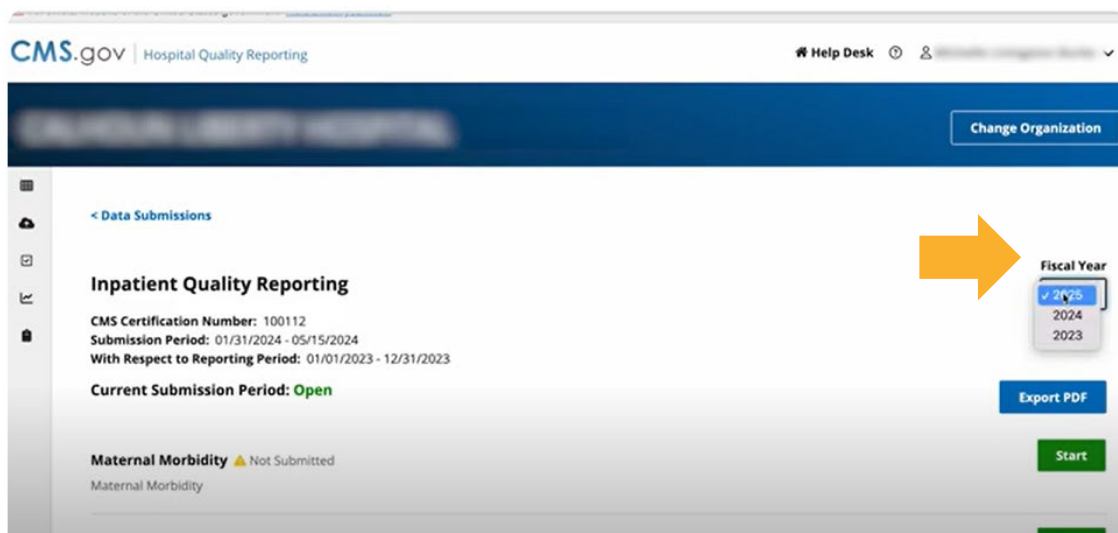 CMS.gov | Hospital Quality Reporting
Help Desk
Change Organization
< Data Submissions
Fiscal Year
Inpatient Quality Reporting
✓ 2025
2024
2023
CMS Certification Number: 100112
Submission Period: 01/31/2024 - 05/15/2024
With Respect to Reporting Period: 01/01/2023 - 12/31/2023
Current Submission Period: Open
Export PDF
Maternal Morbidity Not Submitted
Start
Maternal Morbidity